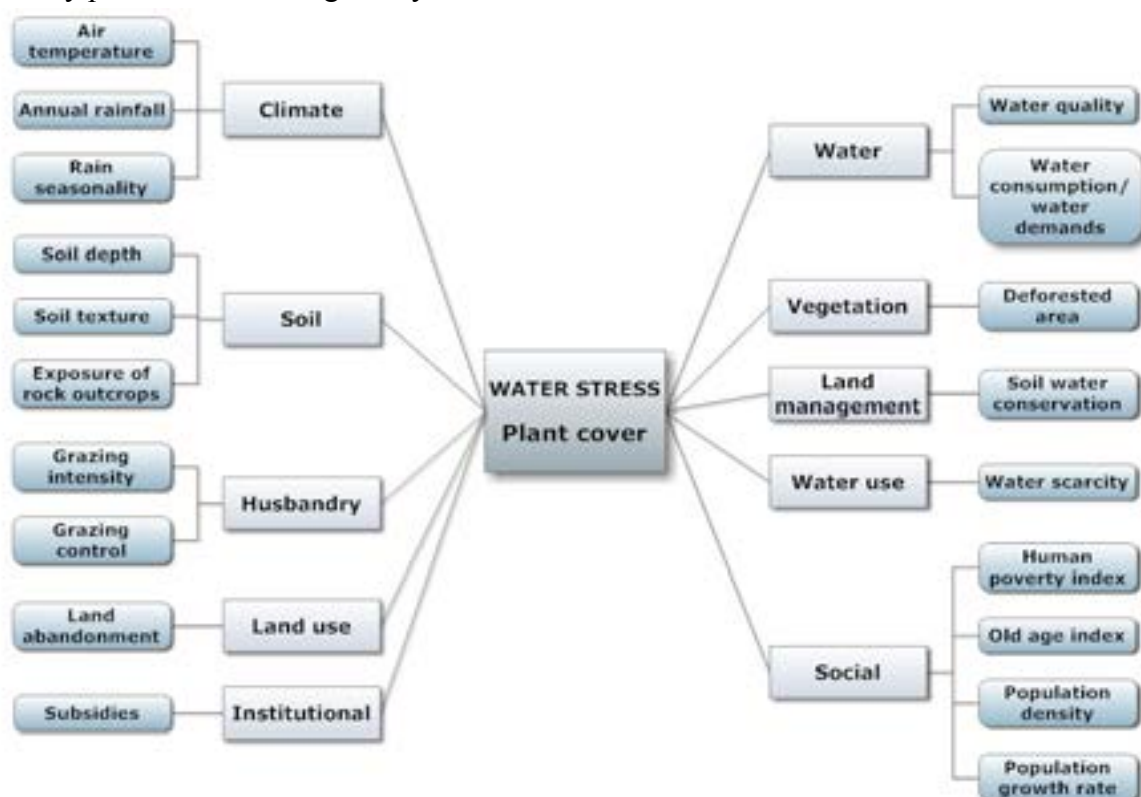 Air
temperature
Annual rainfall
Rain
seasonality
Climate
Soil depth
Soil texture
Exposure of
rock outcrops
Soil
Grazing
intensity
Grazing
control
Husbandry
Land
abandonment
Land use
Subsidies
Institutional
WATER STRESS
Plant cover
Water
Water quality
Water
consumption/
water
demands
Vegetation
Deforested
area
Land
management
Soil water
conservation
Water use
Water scarcity
Social
Human
poverty index
Old age index
Population
density
Population
growth rate